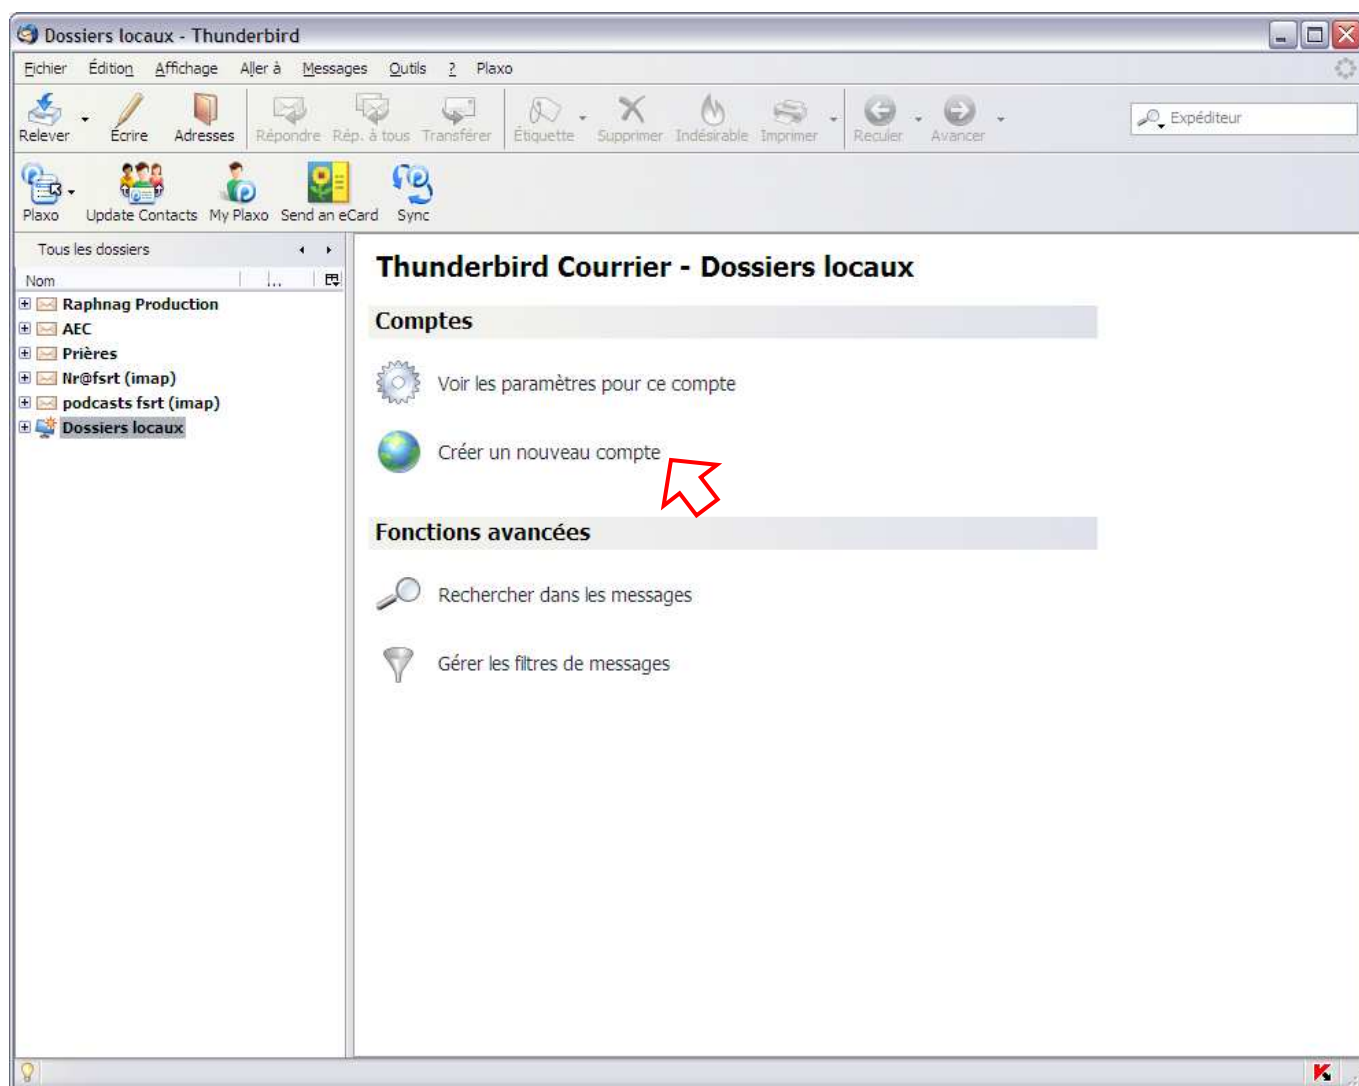 Dossiers locaux - Thunderbird
Fichier Édition Affichage Aller à Messages Outils ? Plaxo
Relever Écrire Adresses Répondre Rép. à tous Transférer Étiquette Supprimer Indésirable Imprimer Reculer Avancer Expéditeur
Plaxo Update Contacts My Plaxo Send an eCard Sync
Tous les dossiers
Nom ...
Raphnag Production
AEC
Prières
Nr@fsrt (imap)
podcasts fsrt (imap)
Dossiers locaux
Thunderbird Courrier - Dossiers locaux
Comptes
Voir les paramètres pour ce compte
Créer un nouveau compte
Fonctions avancées
Rechercher dans les messages
Gérer les filtres de messages